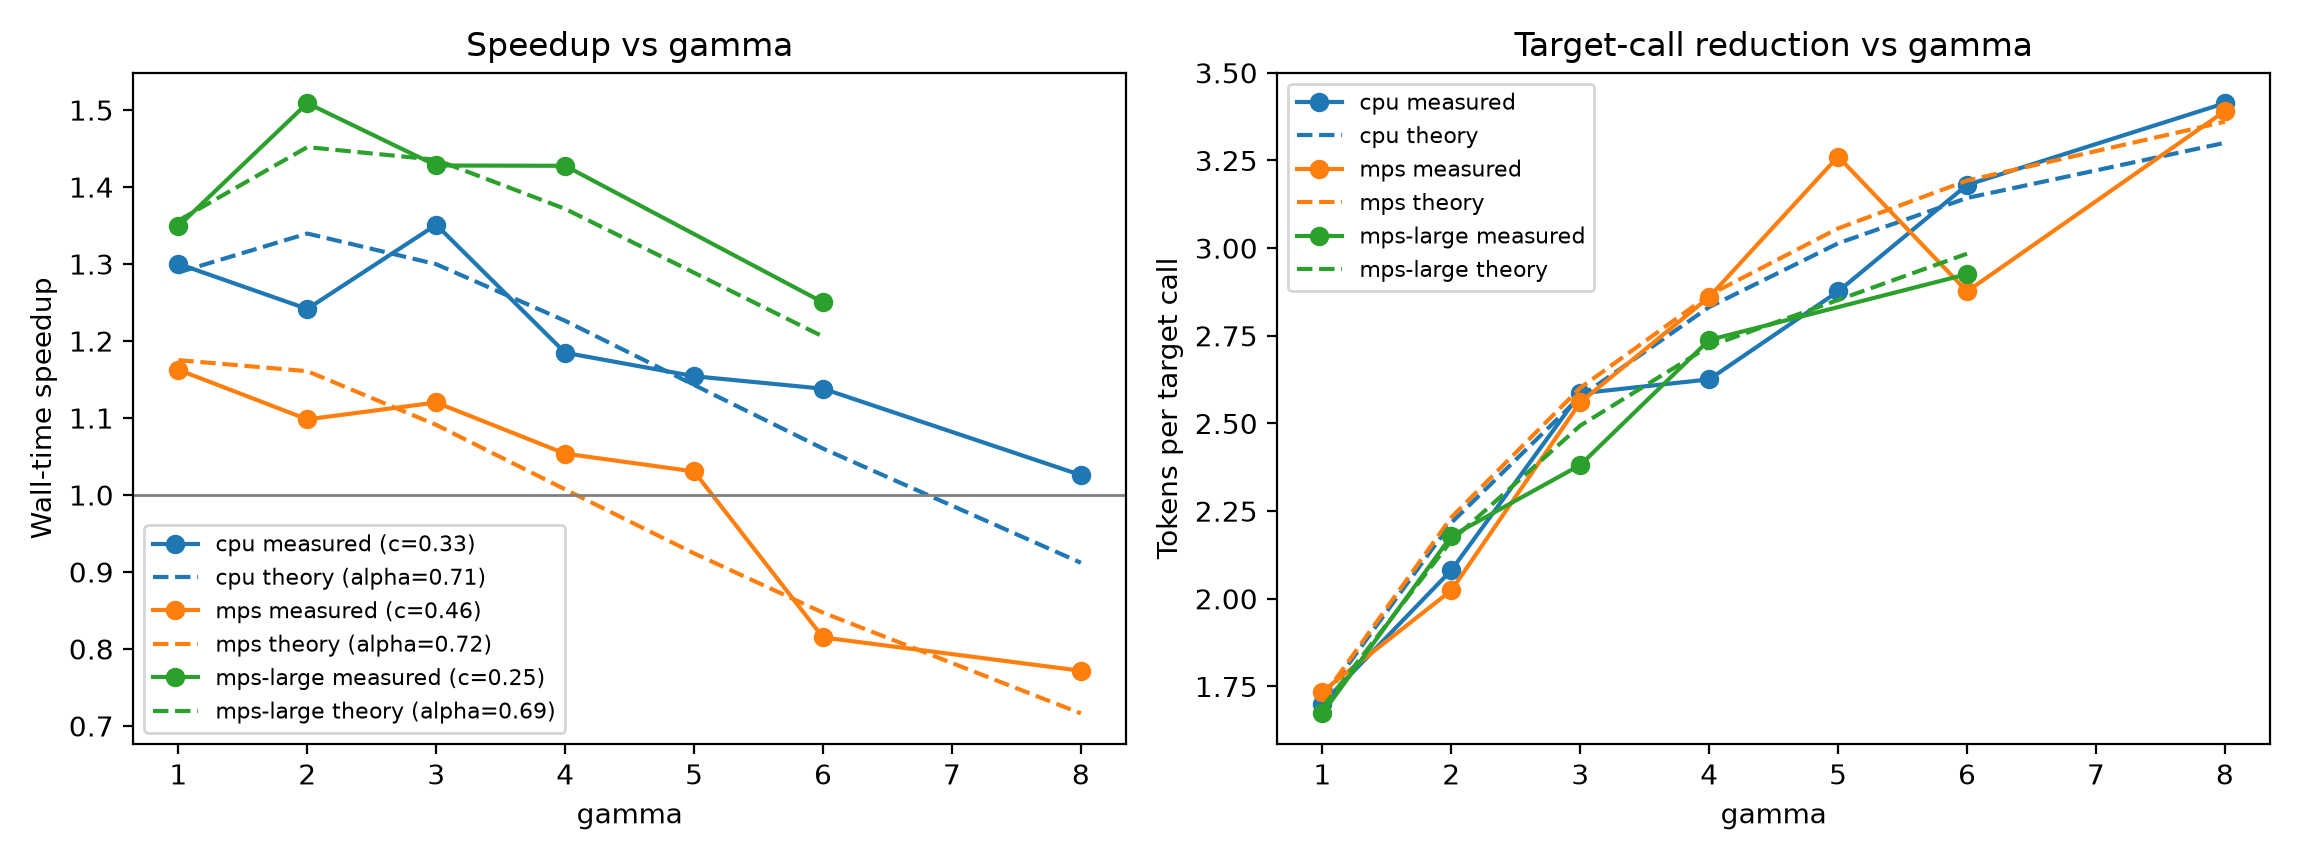 Speedup vs gamma
Wall-time speedup
1.5
1.4
1.3
1.2
1.1
1.0
0.9
0.8
0.7
cpu measured (c=0.33)
cpu theory (alpha=0.71)
mps measured (c=0.46)
mps theory (alpha=0.72)
mps-large measured (c=0.25)
mps-large theory (alpha=0.69)
1 2 3 4 5 6 7 8
gamma
Target-call reduction vs gamma
Tokens per target call
3.50
3.25
3.00
2.75
2.50
2.25
2.00
1.75
cpu measured
cpu theory
mps measured
mps theory
mps-large measured
mps-large theory
1 2 3 4 5 6 7 8
gamma